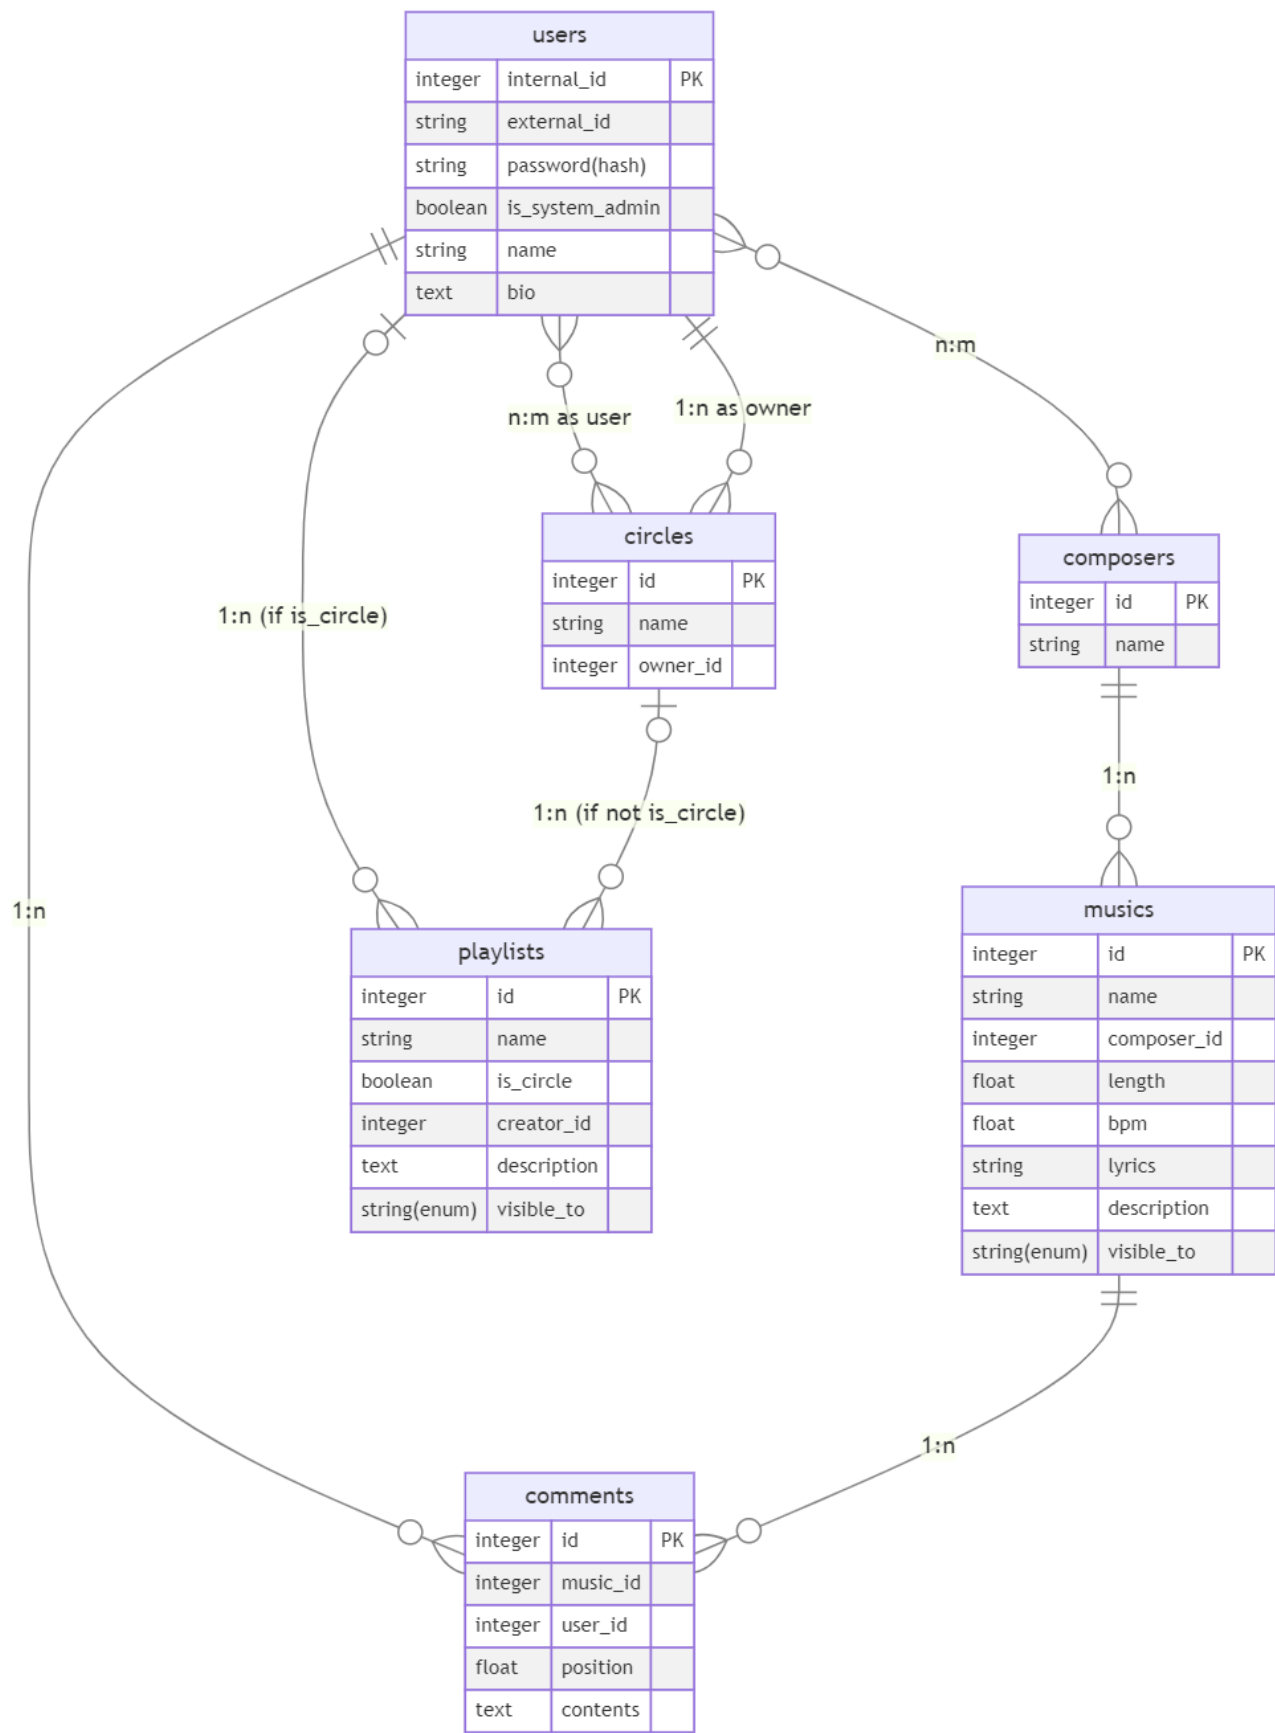 users
integer internal_id PK
string external_id
string password(hash)
boolean is_system_admin
string name
text bio
n:m
n:m as user
1:n as owner
circles
integer id PK
string name
integer owner_id
composers
integer id PK
string name
1:n (if is_circle)
1:n
1:n (if not is_circle)
1:n
musics
integer id PK
string name
integer composer_id
float length
float bpm
string lyrics
text description
string(enum) visible_to
playlists
integer id PK
string name
boolean is_circle
integer creator_id
text description
string(enum) visible_to
1:n
comments
integer id PK
integer music_id
integer user_id
float position
text contents